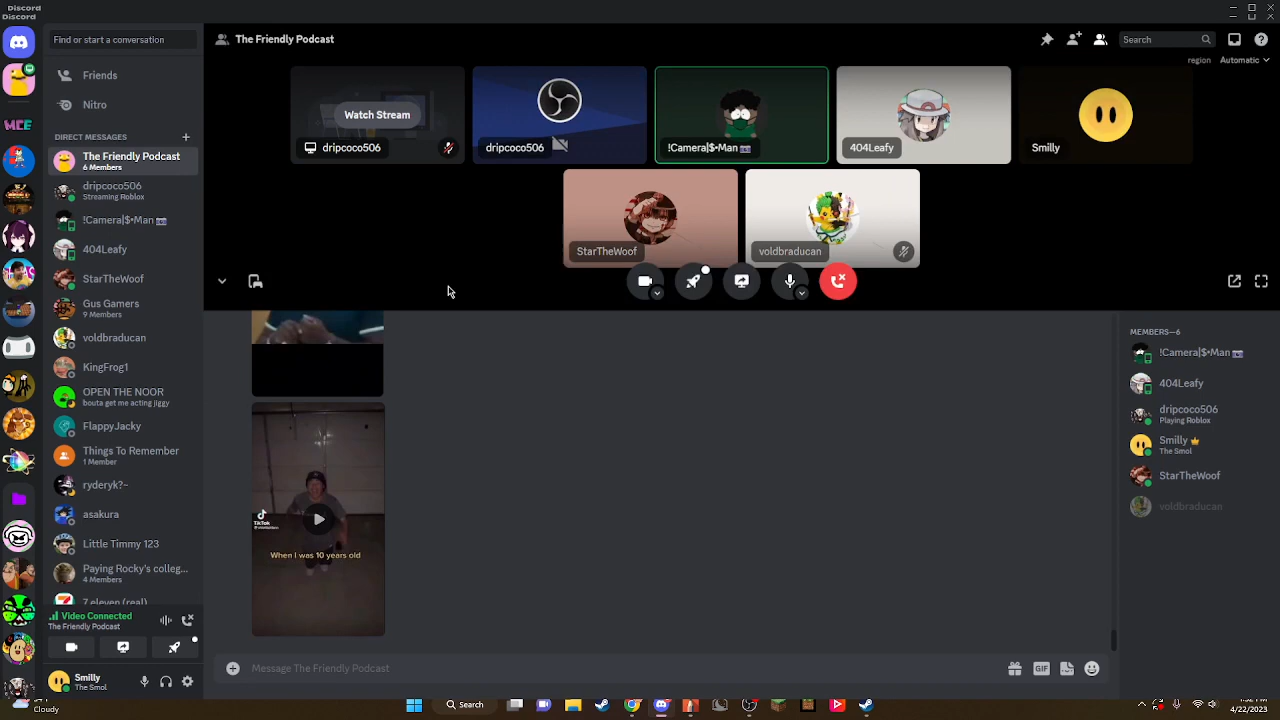 Discord
Discord
Find or start a conversation
The Friendly Podcast
Search
region
Automatic
Friends
Nitro
DIRECT MESSAGES
The Friendly Podcast
6 Members
dripcoco506
Streaming Roblox
!Camera|$•Man
404Leafy
StarTheWoof
Gus Gamers
9 Members
voldbraducan
KingFrog1
OPEN THE NOOR
bouta get me acting jiggy
FlappyJacky
Things To Remember
1 Member
ryderyk?~
asakura
Little Timmy 123
Paying Rocky's colleg...
4 Members
7 eleven (real)
Video Connected
The Friendly Podcast
Smilly
The Smol
Watch Stream
dripcoco506
dripcoco506
!Camera|$•Man
404Leafy
Smilly
StarTheWoof
voldbraducan
TikTok
When I was 10 years old
Message The Friendly Podcast
GIF
MEMBERS—6
!Camera|$•Man
404Leafy
dripcoco506
Playing Roblox
Smilly
The Smol
StarTheWoof
voldbraducan
Search
4/22/2023